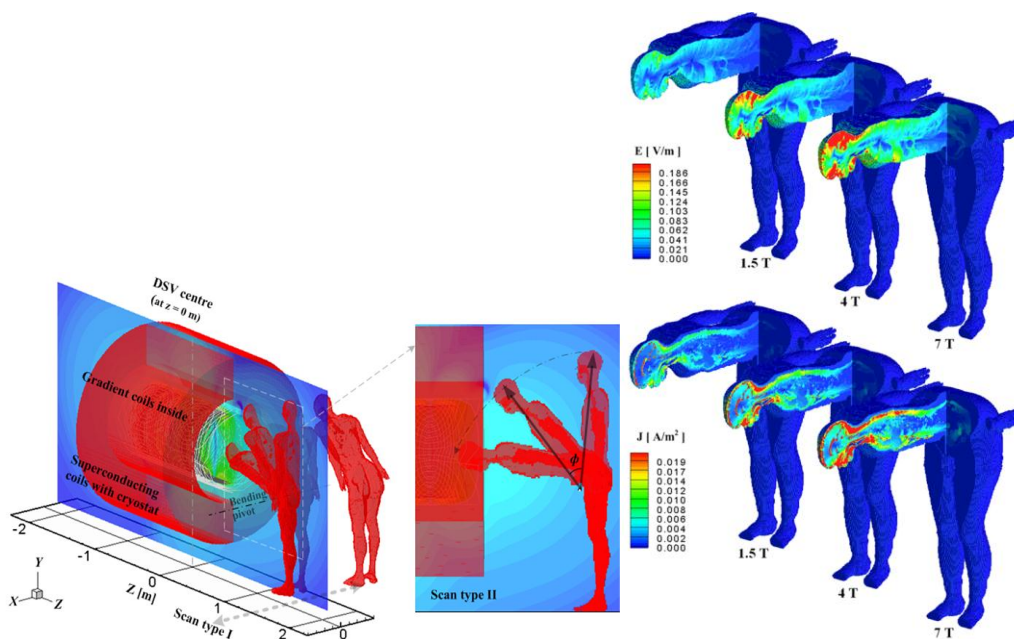 DSV centre
(at z = 0 m)
Gradient coils inside
Superconducting
coils with cryostat
Bending
pivot
-2
-1
0
1
2
0
Z [m]
Y
X
Z
Scan type I
ϕ
Scan type II
E [ V/m ]
0.186
0.166
0.145
0.124
0.103
0.083
0.062
0.041
0.021
0.000
1.5 T
4 T
7 T
J [ A/m² ]
0.019
0.017
0.014
0.012
0.010
0.008
0.006
0.004
0.002
0.000
1.5 T
4 T
7 T